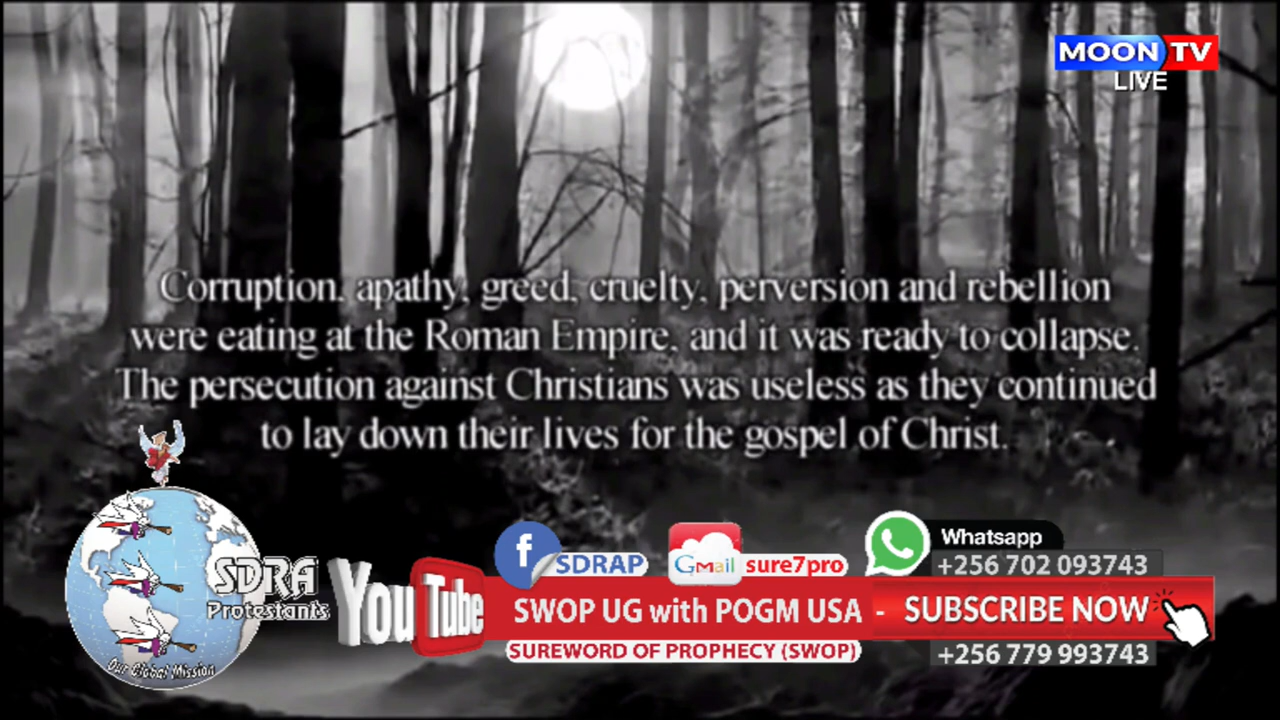 MOON TV
LIVE
Corruption, apathy, greed, cruelty, perversion and rebellion
were eating at the Roman Empire, and it was ready to collapse.
The persecution against Christians was useless as they continued
to lay down their lives for the gospel of Christ.
SDRA
Protestants
Our Global Mission
YouTube
f SDRAP
Gmail sure7pro
Whatsapp
+256 702 093743
SWOP UG with POGM USA - SUBSCRIBE NOW
SUREWORD OF PROPHECY (SWOP)
+256 779 993743